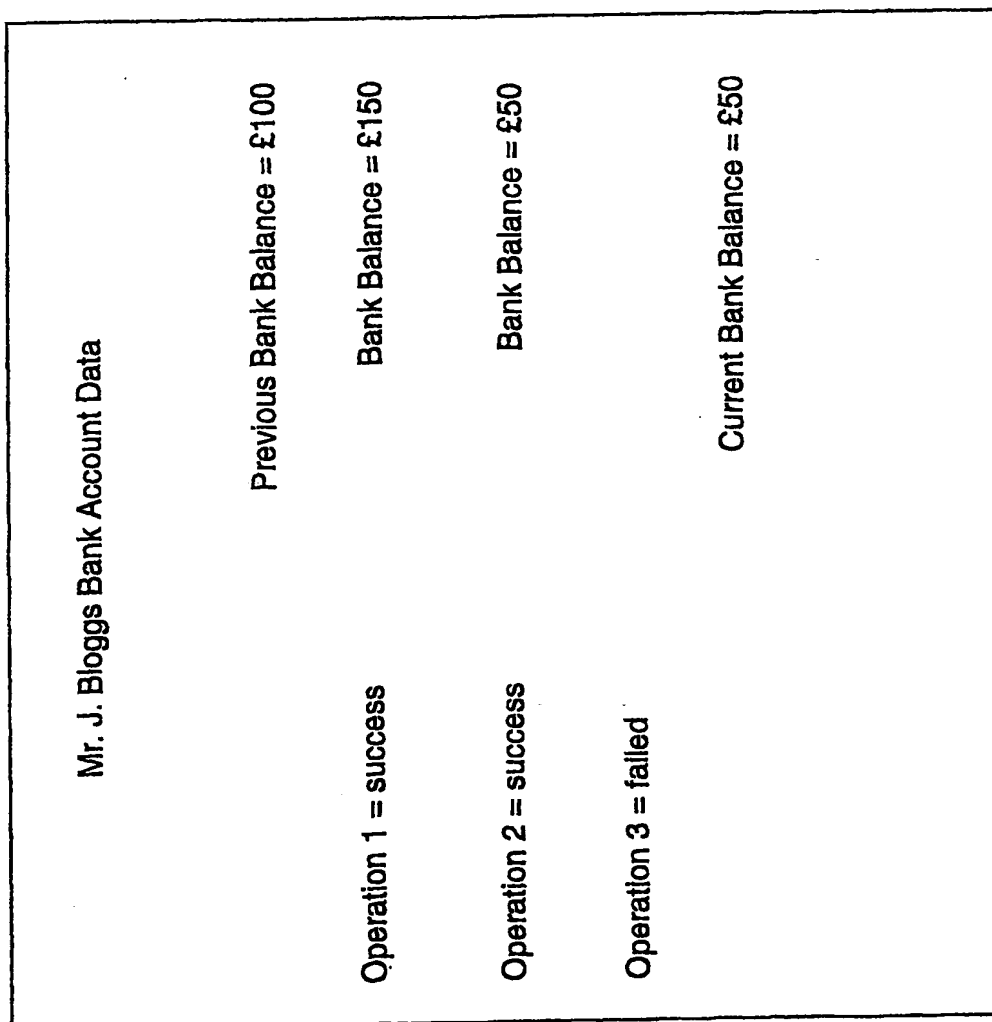 Mr. J. Bloggs Bank Account Data
Previous Bank Balance = £100
Operation 1 = success Bank Balance = £150
Operation 2 = success Bank Balance = £50
Operation 3 = failed
Current Bank Balance = £50